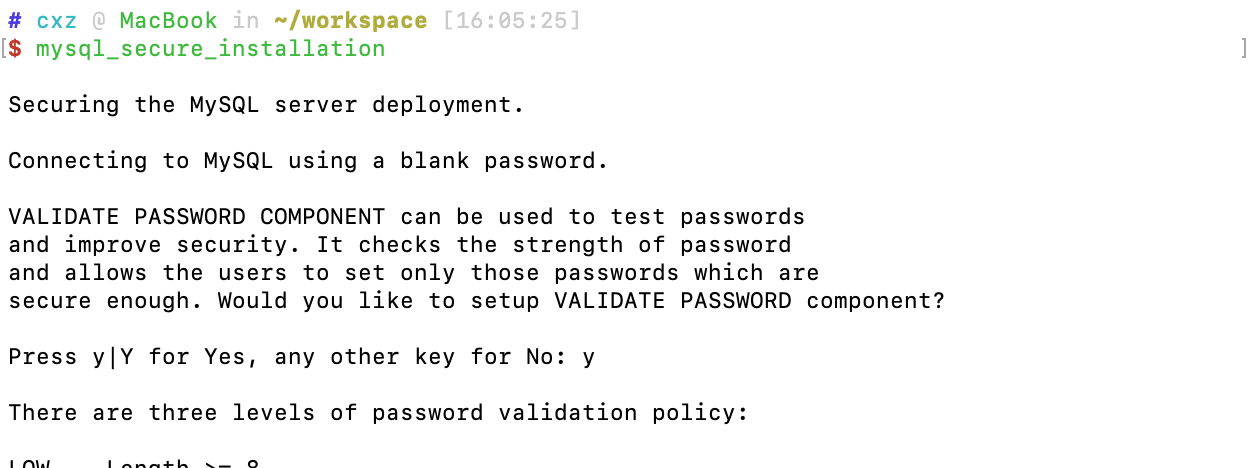 # cxz @ MacBook in ~/workspace [16:05:25]
[$ mysql_secure_installation ]
Securing the MySQL server deployment.
Connecting to MySQL using a blank password.
VALIDATE PASSWORD COMPONENT can be used to test passwords
and improve security. It checks the strength of password
and allows the users to set only those passwords which are
secure enough. Would you like to setup VALIDATE PASSWORD component?
Press y|Y for Yes, any other key for No: y
There are three levels of password validation policy:
LOW    Length >= 8